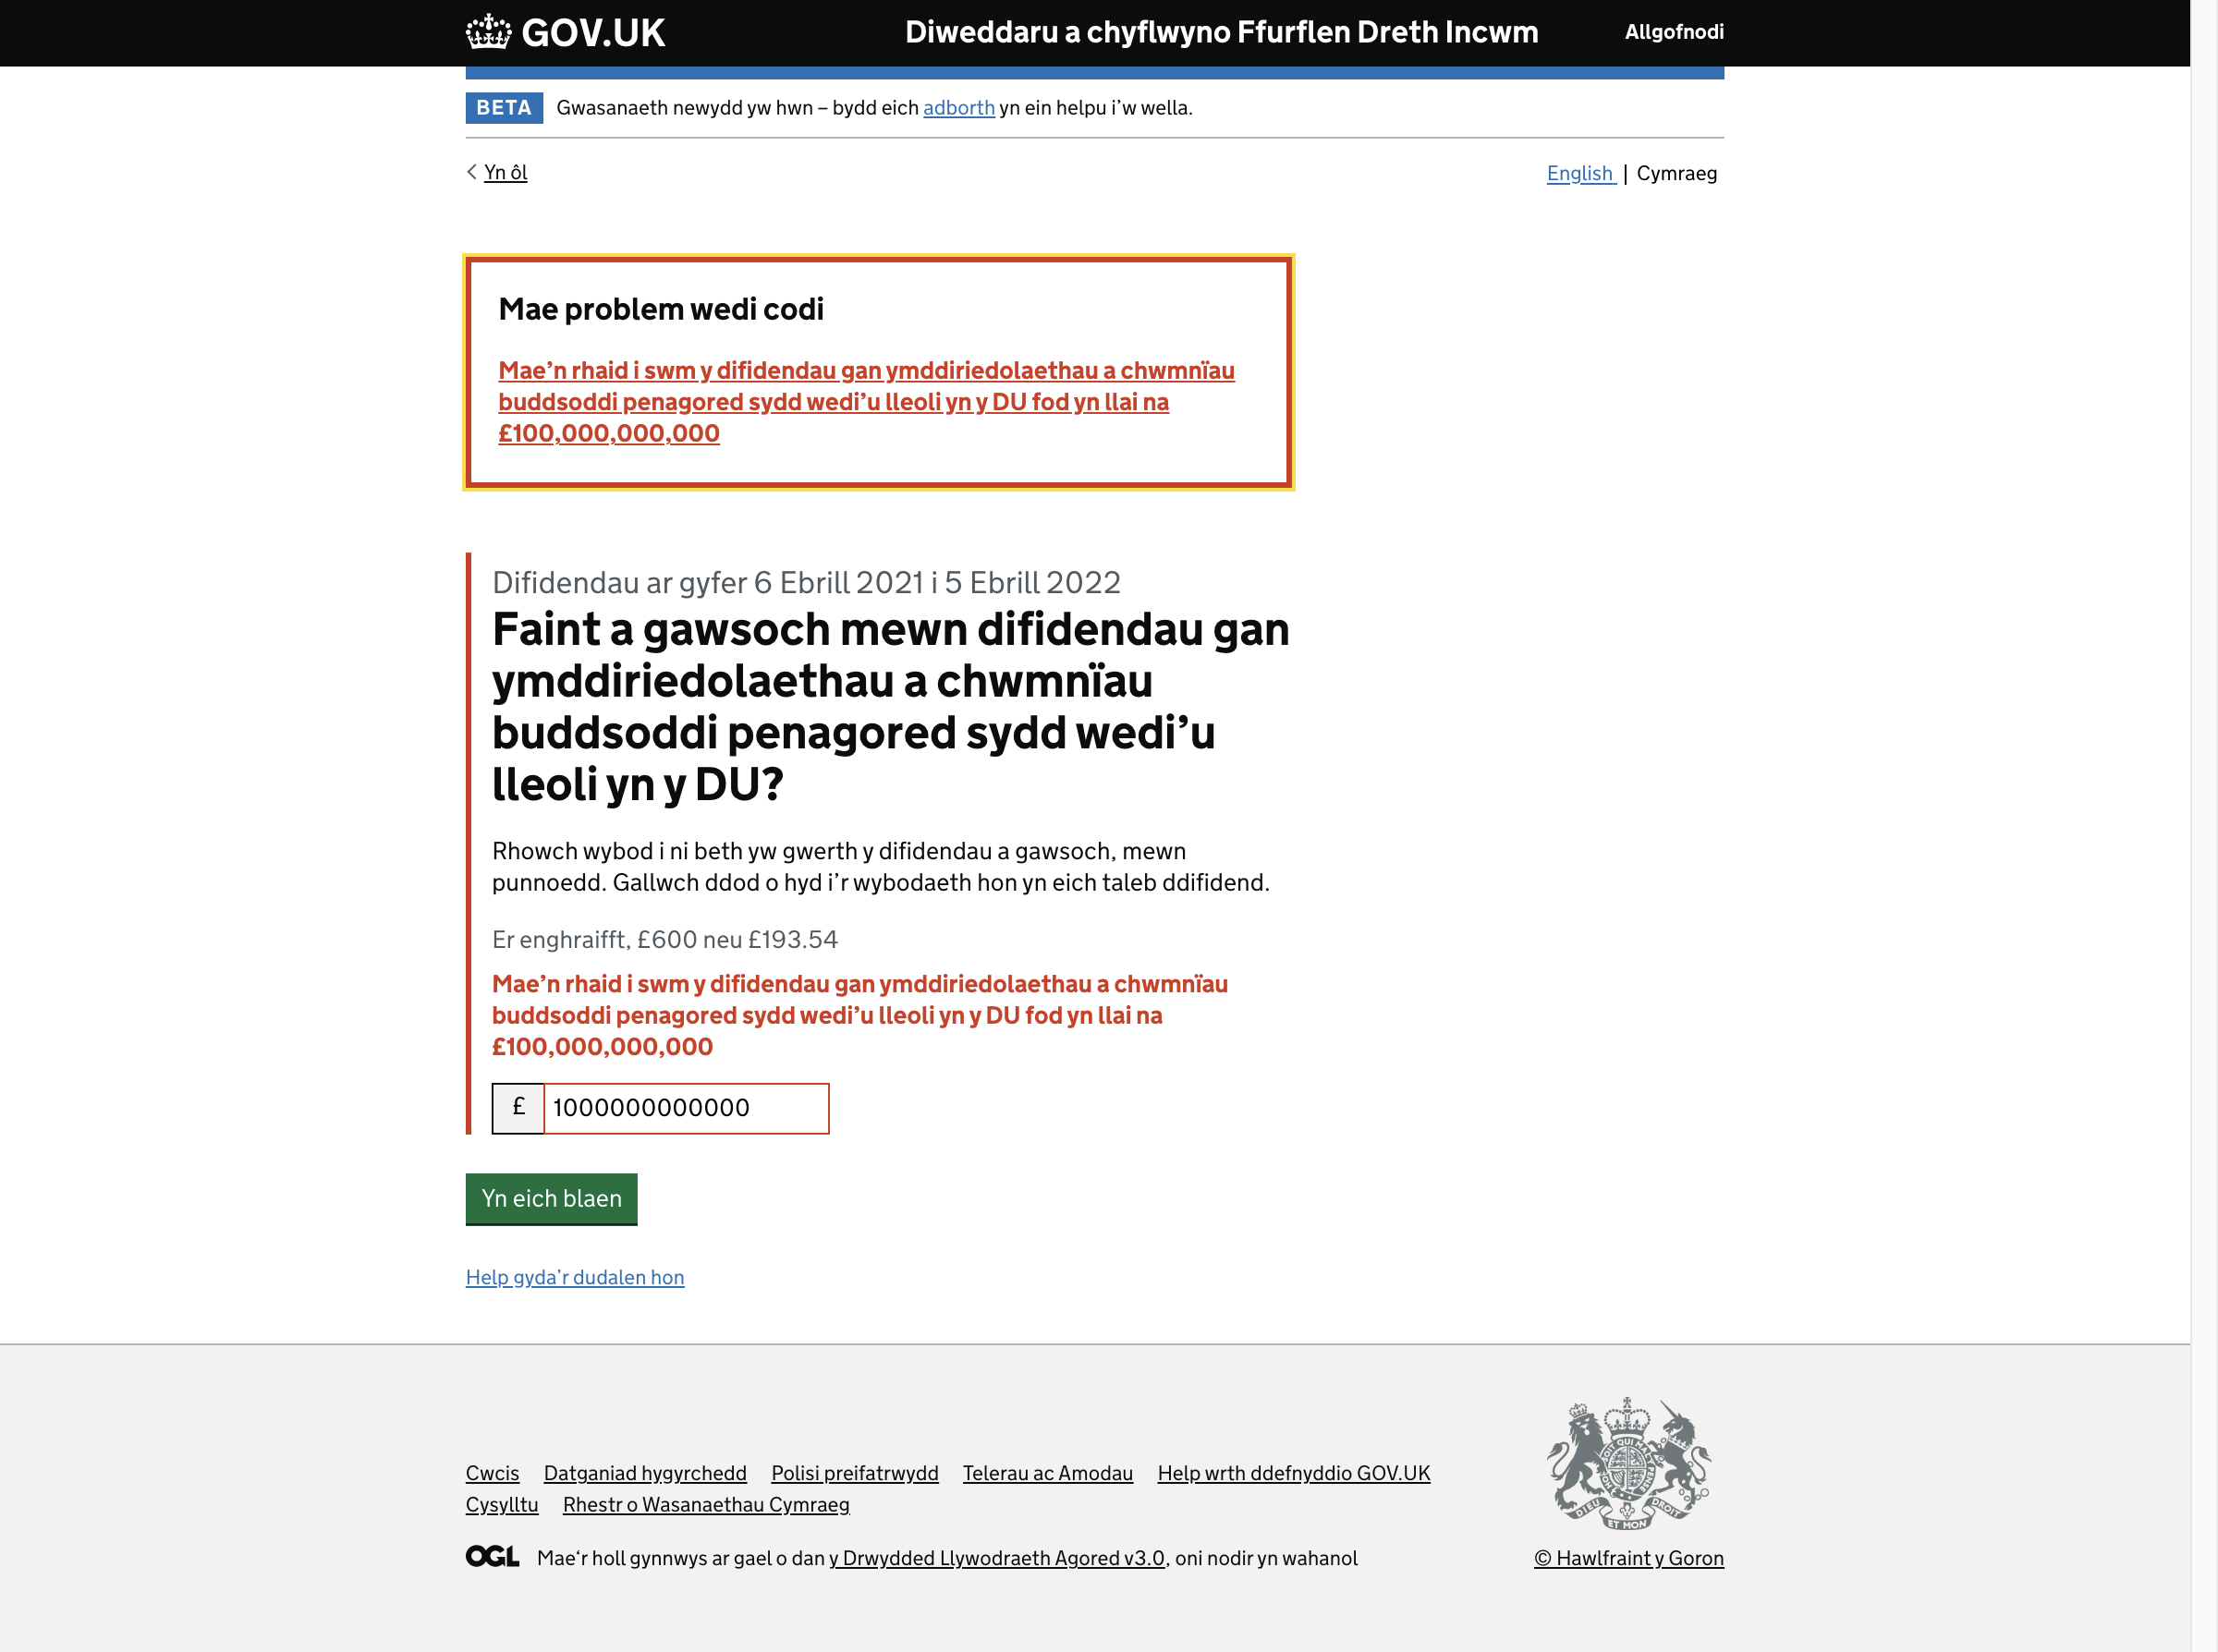 GOV.UK
Diweddaru a chyflwyno Ffurflen Dreth Incwm
Allgofnodi
BETA Gwasanaeth newydd yw hwn – bydd eich adborth yn ein helpu i’w wella.
Yn ôl
English | Cymraeg
Mae problem wedi codi
Mae’n rhaid i swm y difidendau gan ymddiriedolaethau a chwmnïau
buddsoddi penagored sydd wedi’u lleoli yn y DU fod yn llai na
£100,000,000,000
Difidendau ar gyfer 6 Ebrill 2021 i 5 Ebrill 2022
Faint a gawsoch mewn difidendau gan
ymddiriedolaethau a chwmnïau
buddsoddi penagored sydd wedi’u
lleoli yn y DU?
Rhowch wybod i ni beth yw gwerth y difidendau a gawsoch, mewn
punnoedd. Gallwch ddod o hyd i’r wybodaeth hon yn eich taleb ddifidend.
Er enghraifft, £600 neu £193.54
Mae’n rhaid i swm y difidendau gan ymddiriedolaethau a chwmnïau
buddsoddi penagored sydd wedi’u lleoli yn y DU fod yn llai na
£100,000,000,000
£ 1000000000000
Yn eich blaen
Help gyda’r dudalen hon
Cwcis Datganiad hygyrchedd Polisi preifatrwydd Telerau ac Amodau Help wrth ddefnyddio GOV.UK
Cysylltu Rhestr o Wasanaethau Cymraeg
OGL Mae‘r holl gynnwys ar gael o dan y Drwydded Llywodraeth Agored v3.0, oni nodir yn wahanol
DIEU ET MON DROIT
© Hawlfraint y Goron